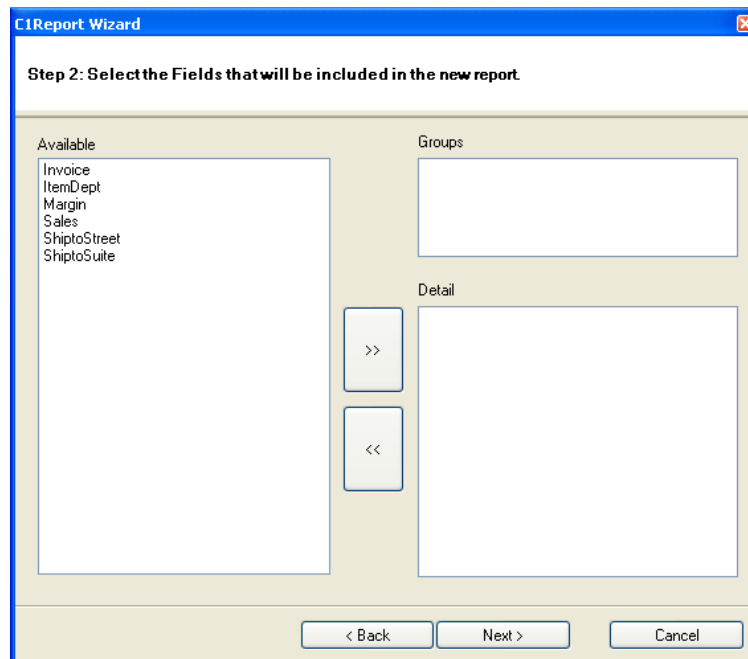 C1Report Wizard
Step 2: Select the Fields that will be included in the new report.
Available
Invoice
ItemDept
Margin
Sales
ShiptoStreet
ShiptoSuite
Groups
Detail
>>
<<
< Back
Next >
Cancel